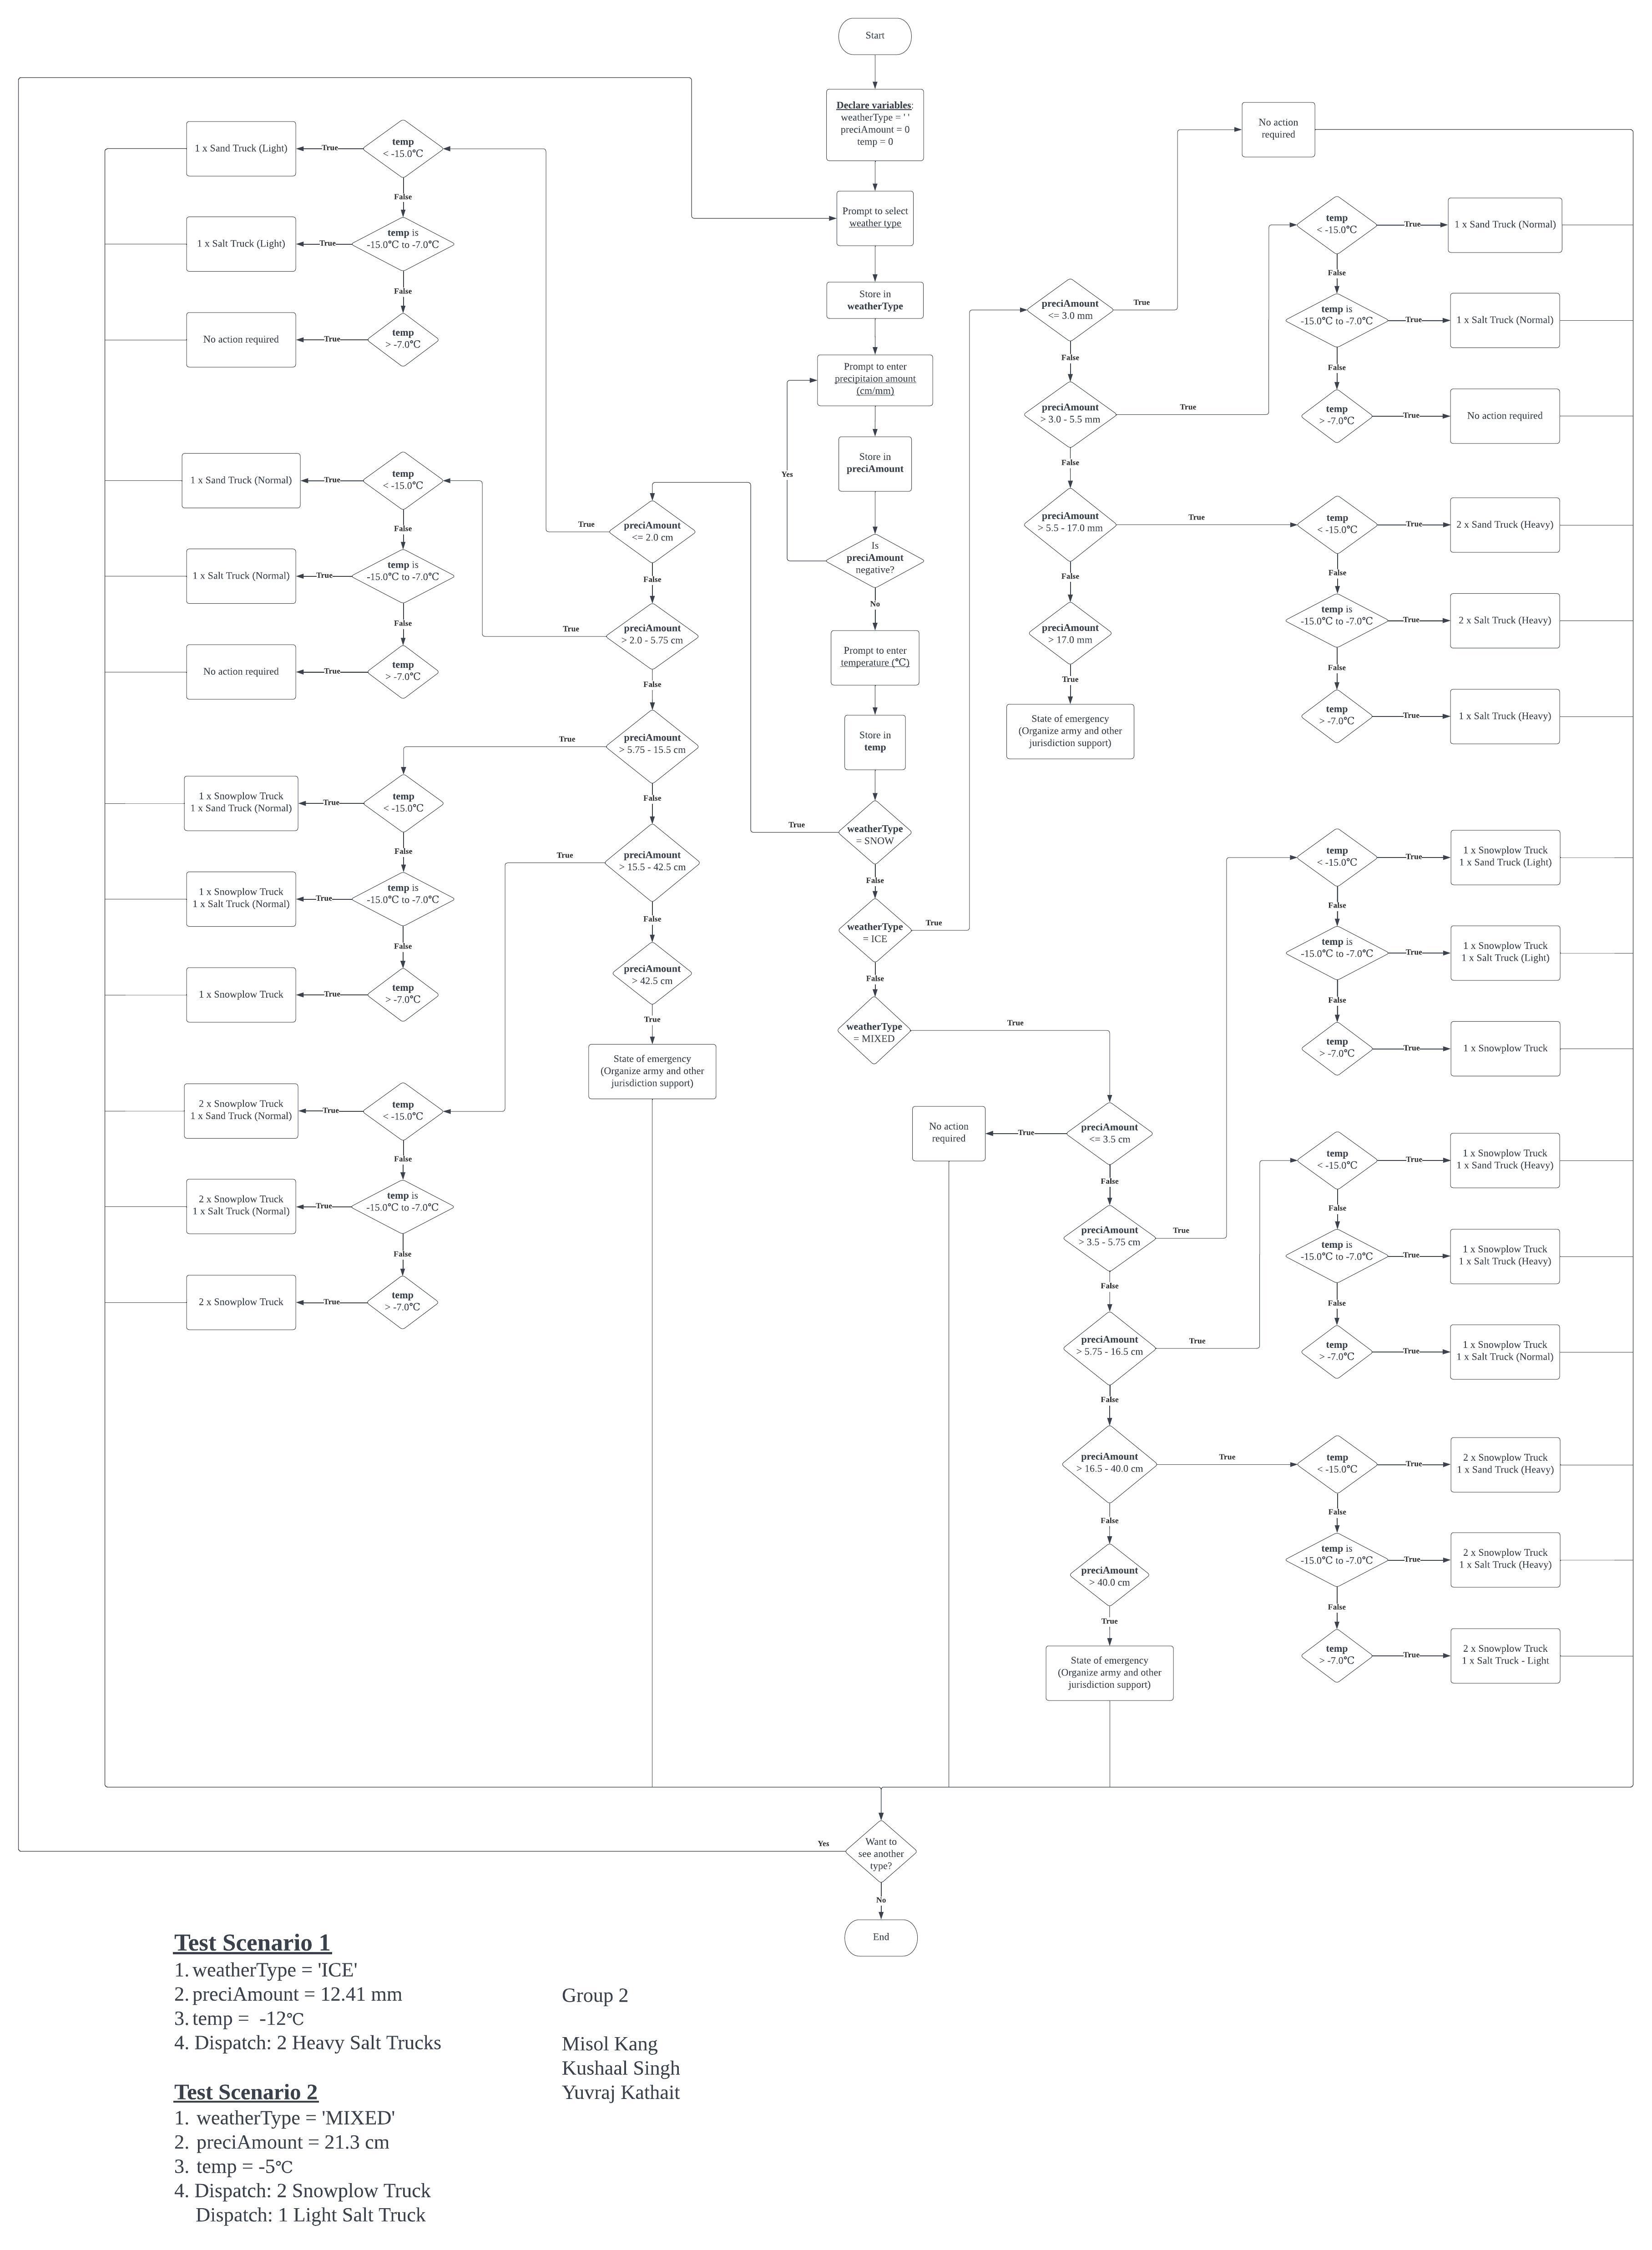 Start
Declare variables:
weatherType = ' '
preciAmount = 0
temp = 0
Prompt to select
weather type
Store in
weatherType
Prompt to enter
precipitaion amount
(cm/mm)
Store in
preciAmount
Is
preciAmount
negative?
Yes
No
Prompt to enter
temperature (℃)
Store in
temp
weatherType
= SNOW
True
False
weatherType
= ICE
True
False
weatherType
= MIXED
True
preciAmount
<= 2.0 cm
True
False
preciAmount
> 2.0 - 5.75 cm
True
False
preciAmount
> 5.75 - 15.5 cm
True
False
preciAmount
> 15.5 - 42.5 cm
True
False
preciAmount
> 42.5 cm
True
State of emergency
(Organize army and other
jurisdiction support)
temp
< -15.0℃
True
1 x Sand Truck (Light)
False
temp is
-15.0℃ to -7.0℃
True
1 x Salt Truck (Light)
False
temp
> -7.0℃
True
No action required
temp
< -15.0℃
True
1 x Sand Truck (Normal)
False
temp is
-15.0℃ to -7.0℃
True
1 x Salt Truck (Normal)
False
temp
> -7.0℃
True
No action required
temp
< -15.0℃
True
1 x Snowplow Truck
1 x Sand Truck (Normal)
False
temp is
-15.0℃ to -7.0℃
True
1 x Snowplow Truck
1 x Salt Truck (Normal)
False
temp
> -7.0℃
True
1 x Snowplow Truck
temp
< -15.0℃
True
2 x Snowplow Truck
1 x Sand Truck (Normal)
False
temp is
-15.0℃ to -7.0℃
True
2 x Snowplow Truck
1 x Salt Truck (Normal)
False
temp
> -7.0℃
True
2 x Snowplow Truck
preciAmount
<= 3.0 mm
True
No action
required
False
preciAmount
> 3.0 - 5.5 mm
True
False
preciAmount
> 5.5 - 17.0 mm
True
False
preciAmount
> 17.0 mm
True
State of emergency
(Organize army and other
jurisdiction support)
temp
< -15.0℃
True
1 x Sand Truck (Normal)
False
temp is
-15.0℃ to -7.0℃
True
1 x Salt Truck (Normal)
False
temp
> -7.0℃
True
No action required
temp
< -15.0℃
True
2 x Sand Truck (Heavy)
False
temp is
-15.0℃ to -7.0℃
True
2 x Salt Truck (Heavy)
False
temp
> -7.0℃
True
1 x Salt Truck (Heavy)
preciAmount
<= 3.5 cm
True
No action
required
False
preciAmount
> 3.5 - 5.75 cm
True
False
preciAmount
> 5.75 - 16.5 cm
True
False
preciAmount
> 16.5 - 40.0 cm
True
False
preciAmount
> 40.0 cm
True
State of emergency
(Organize army and other
jurisdiction support)
temp
< -15.0℃
True
1 x Snowplow Truck
1 x Sand Truck (Light)
False
temp is
-15.0℃ to -7.0℃
True
1 x Snowplow Truck
1 x Salt Truck (Light)
False
temp
> -7.0℃
True
1 x Snowplow Truck
temp
< -15.0℃
True
1 x Snowplow Truck
1 x Sand Truck (Heavy)
False
temp is
-15.0℃ to -7.0℃
True
1 x Snowplow Truck
1 x Salt Truck (Heavy)
False
temp
> -7.0℃
True
1 x Snowplow Truck
1 x Salt Truck (Normal)
temp
< -15.0℃
True
2 x Snowplow Truck
1 x Sand Truck (Heavy)
False
temp is
-15.0℃ to -7.0℃
True
2 x Snowplow Truck
1 x Salt Truck (Heavy)
False
temp
> -7.0℃
True
2 x Snowplow Truck
1 x Salt Truck - Light
Want to
see another
type?
Yes
No
End
Test Scenario 1
1. weatherType = 'ICE'
2. preciAmount = 12.41 mm
3. temp = -12℃
4. Dispatch: 2 Heavy Salt Trucks
Test Scenario 2
1. weatherType = 'MIXED'
2. preciAmount = 21.3 cm
3. temp = -5℃
4. Dispatch: 2 Snowplow Truck
Dispatch: 1 Light Salt Truck
Group 2
Misol Kang
Kushaal Singh
Yuvraj Kathait